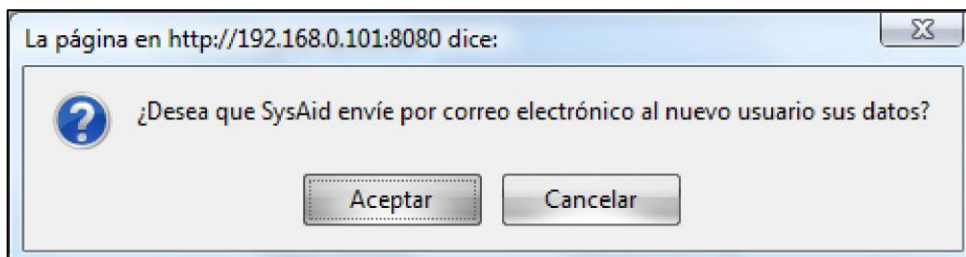 La página en http://192.168.0.101:8080 dice:
¿Desea que SysAid envíe por correo electrónico al nuevo usuario sus datos?
Aceptar
Cancelar